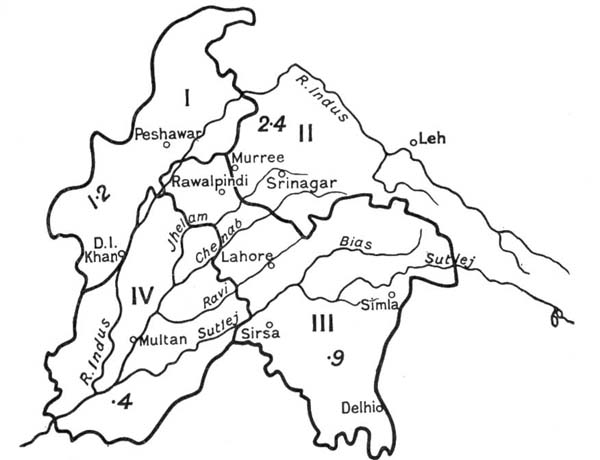 I
R. Indus
2·4
II
Peshawar
Leh
Murree
Rawalpindi
Srinagar
1·2
Jhelam
Chenab
D.I.
Khan
Lahore
Bias
Sutlej
IV
Ravi
Simla
R. Indus
Multan
Sutlej
Sirsa
III
·9
·4
Delhi